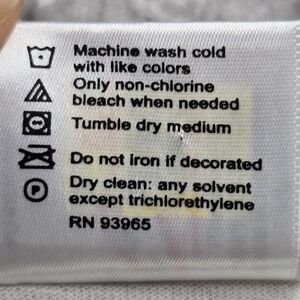 Machine wash cold
with like colors
Only non-chlorine
bleach when needed
Tumble dry medium
Do not iron if decorated
P Dry clean: any solvent
except trichlorethylene
RN 93965